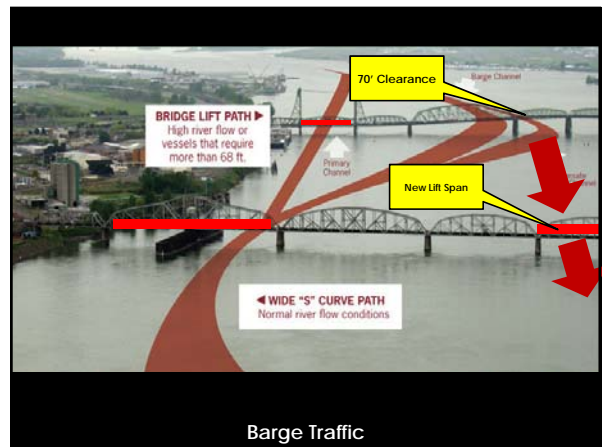 70' Clearance
Barge Channel
BRIDGE LIFT PATH ▶
High river flow or
vessels that require
more than 68 ft.
Primary
Channel
New Lift Span
◀ WIDE "S" CURVE PATH
Normal river flow conditions
Barge Traffic